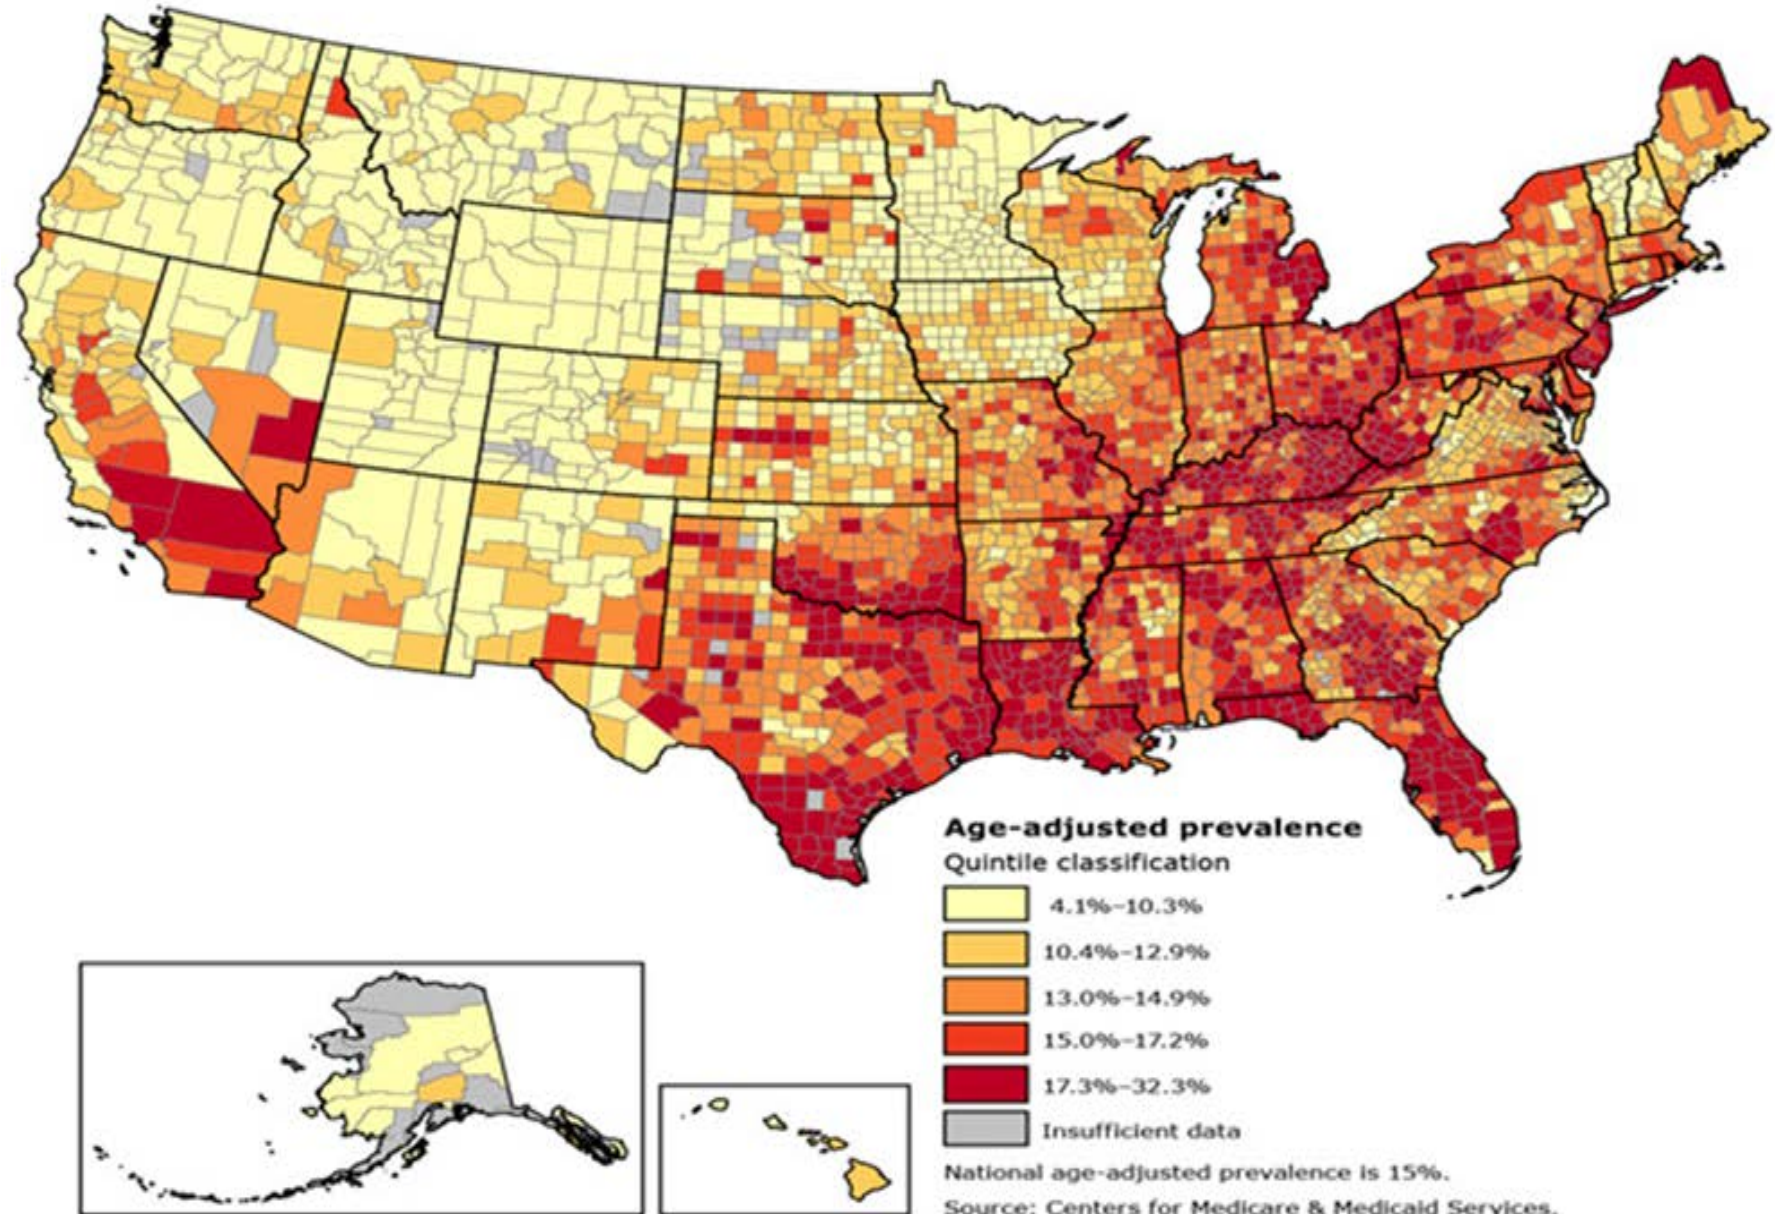 Age-adjusted prevalence
Quintile classification
4.1%–10.3%
10.4%–12.9%
13.0%–14.9%
15.0%–17.2%
17.3%–32.3%
Insufficient data
National age-adjusted prevalence is 15%.
Source: Centers for Medicare & Medicaid Services.